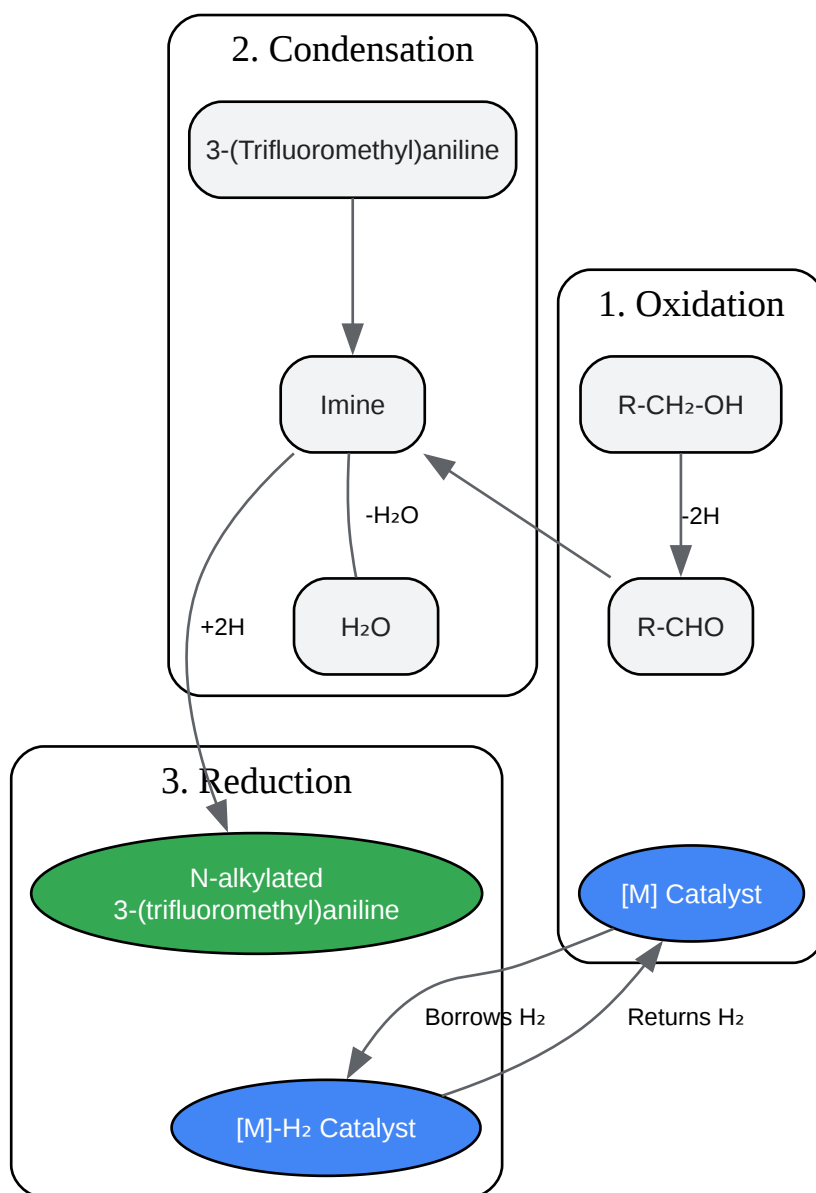 2. Condensation
3-(Trifluoromethyl)aniline
1. Oxidation
Imine
R-CH₂-OH
-H₂O
-2H
H₂O
R-CHO
+2H
3. Reduction
N-alkylated
3-(trifluoromethyl)aniline
[M] Catalyst
Borrows H₂
Returns H₂
[M]-H₂ Catalyst